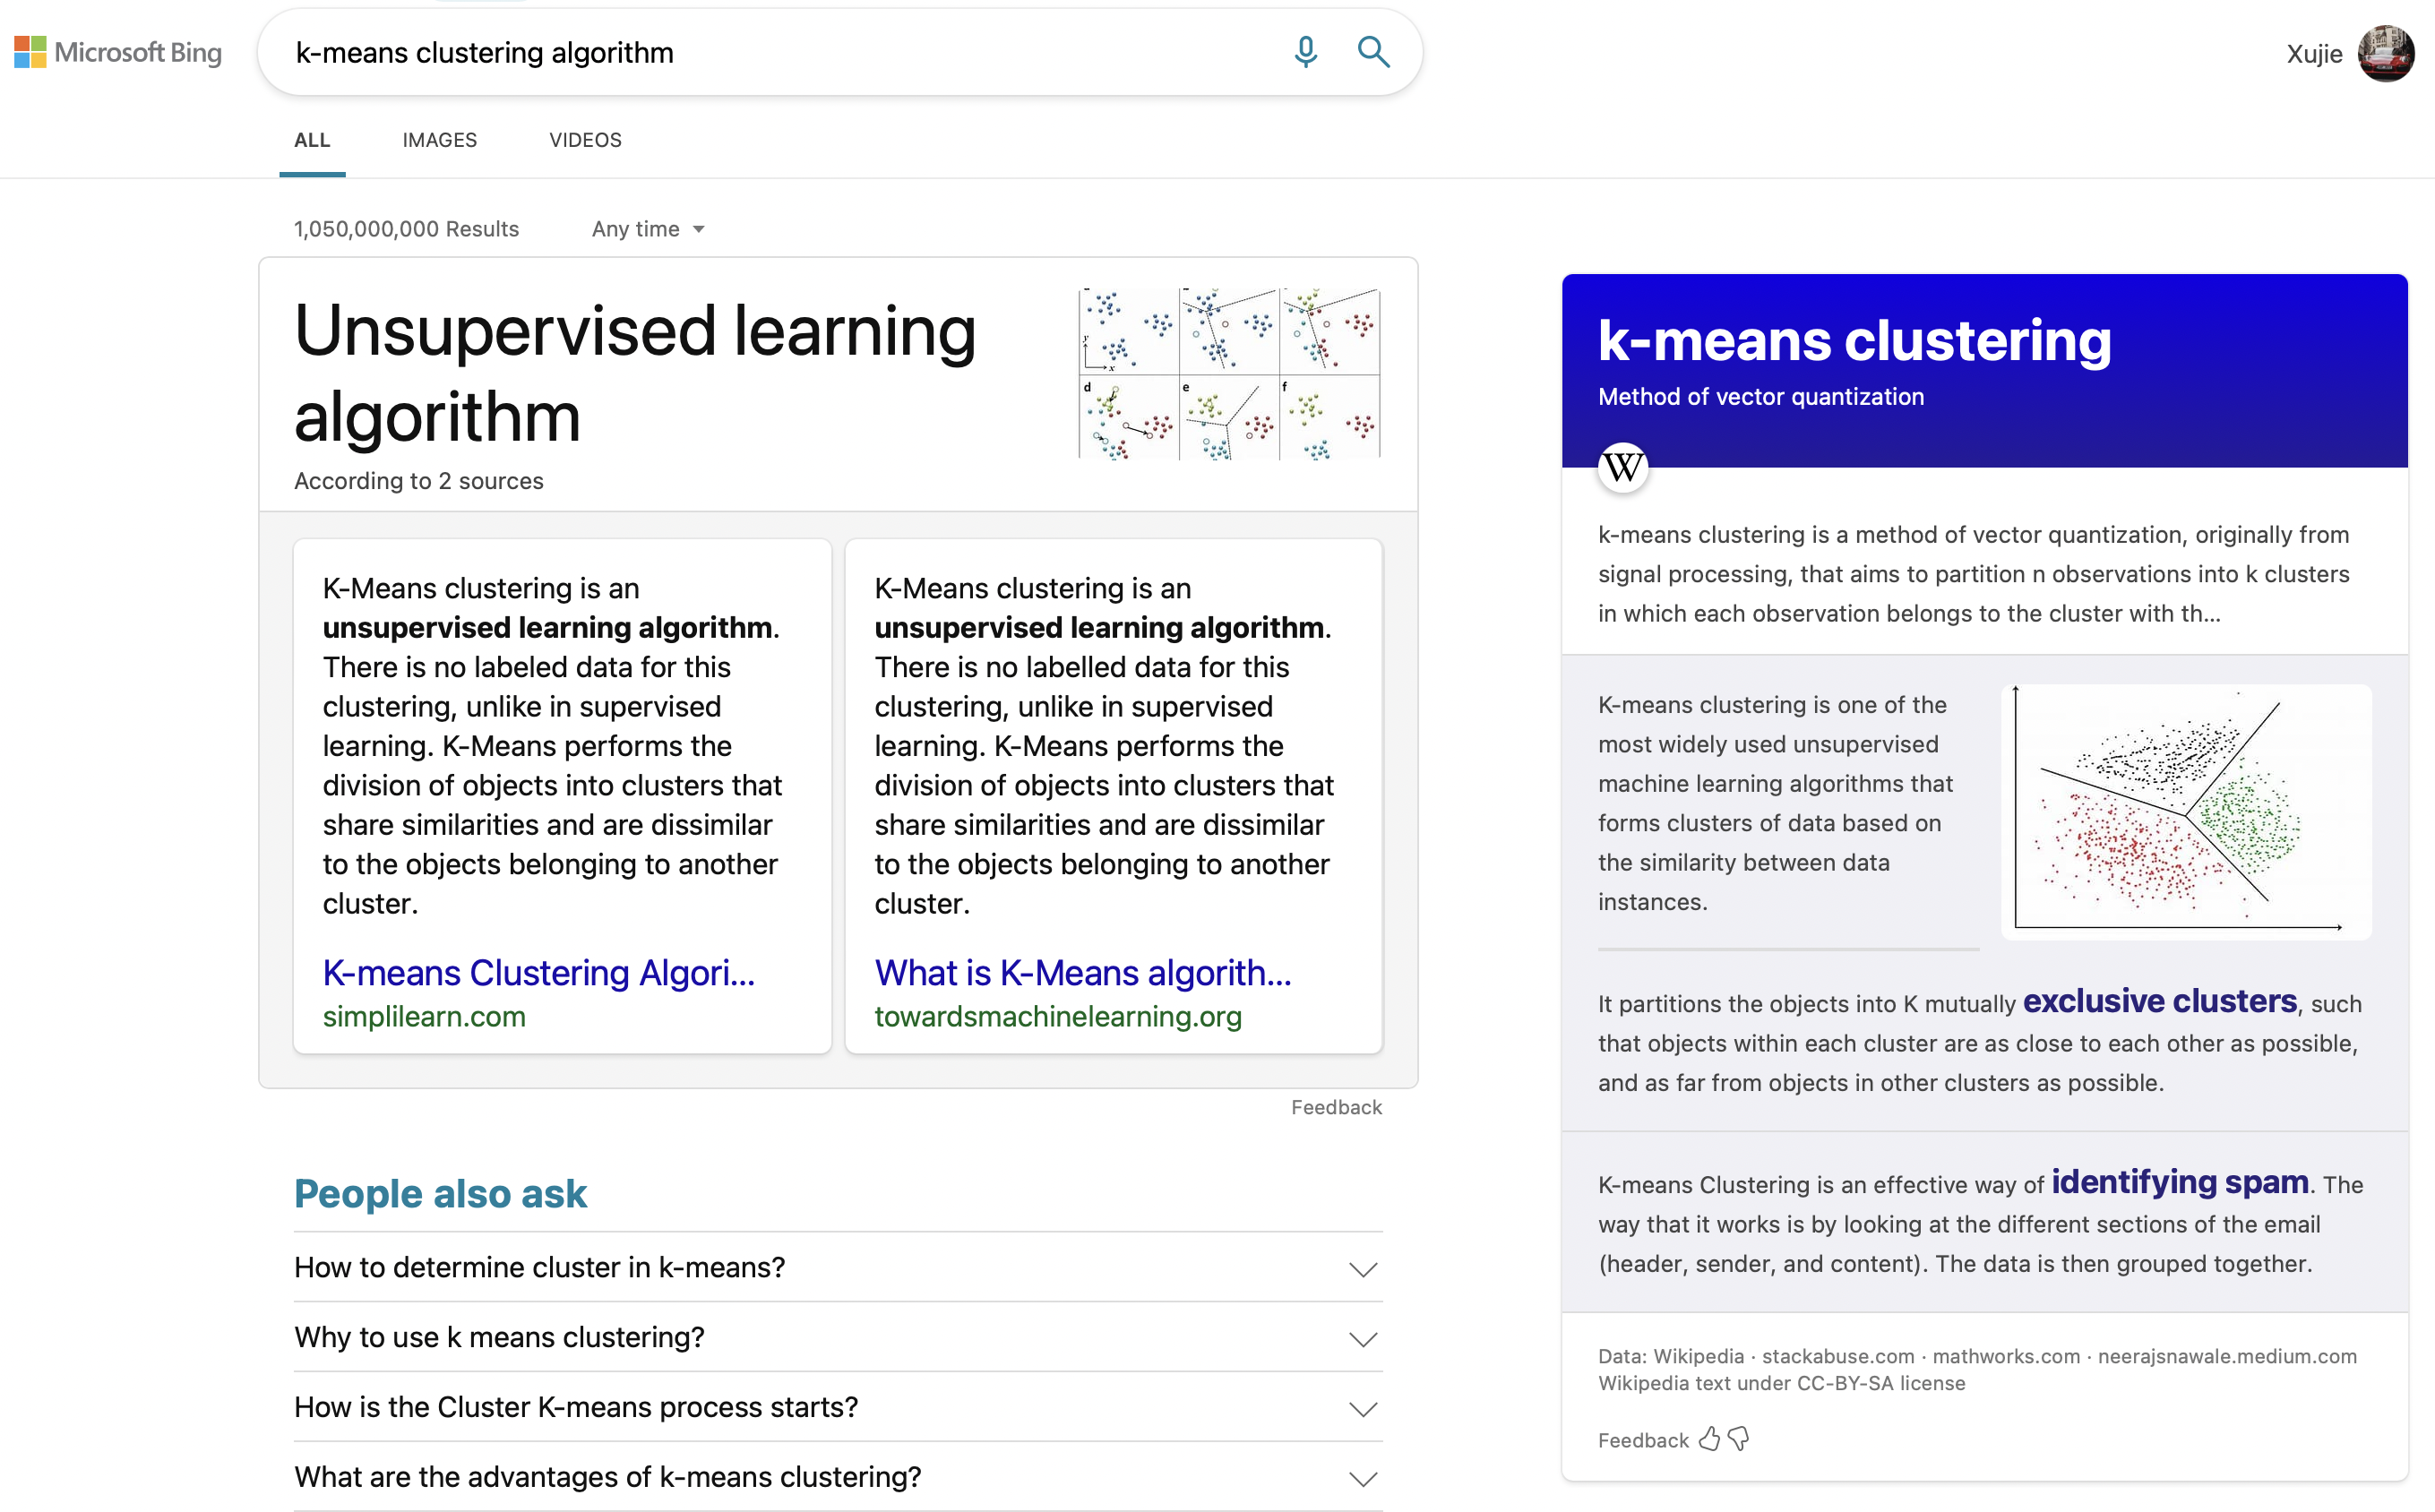 Microsoft Bing
k-means clustering algorithm
Xujie
ALL IMAGES VIDEOS
1,050,000,000 Results Any time
Unsupervised learning
algorithm
According to 2 sources
y
x
d e f
K-Means clustering is an
unsupervised learning algorithm.
There is no labeled data for this
clustering, unlike in supervised
learning. K-Means performs the
division of objects into clusters that
share similarities and are dissimilar
to the objects belonging to another
cluster.
K-means Clustering Algori...
simplilearn.com
K-Means clustering is an
unsupervised learning algorithm.
There is no labelled data for this
clustering, unlike in supervised
learning. K-Means performs the
division of objects into clusters that
share similarities and are dissimilar
to the objects belonging to another
cluster.
What is K-Means algorith...
towardsmachinelearning.org
Feedback
People also ask
How to determine cluster in k-means?
Why to use k means clustering?
How is the Cluster K-means process starts?
What are the advantages of k-means clustering?
k-means clustering
Method of vector quantization
W
k-means clustering is a method of vector quantization, originally from
signal processing, that aims to partition n observations into k clusters
in which each observation belongs to the cluster with th...
K-means clustering is one of the
most widely used unsupervised
machine learning algorithms that
forms clusters of data based on
the similarity between data
instances.
It partitions the objects into K mutually exclusive clusters, such
that objects within each cluster are as close to each other as possible,
and as far from objects in other clusters as possible.
K-means Clustering is an effective way of identifying spam. The
way that it works is by looking at the different sections of the email
(header, sender, and content). The data is then grouped together.
Data: Wikipedia · stackabuse.com · mathworks.com · neerajsnawale.medium.com
Wikipedia text under CC-BY-SA license
Feedback